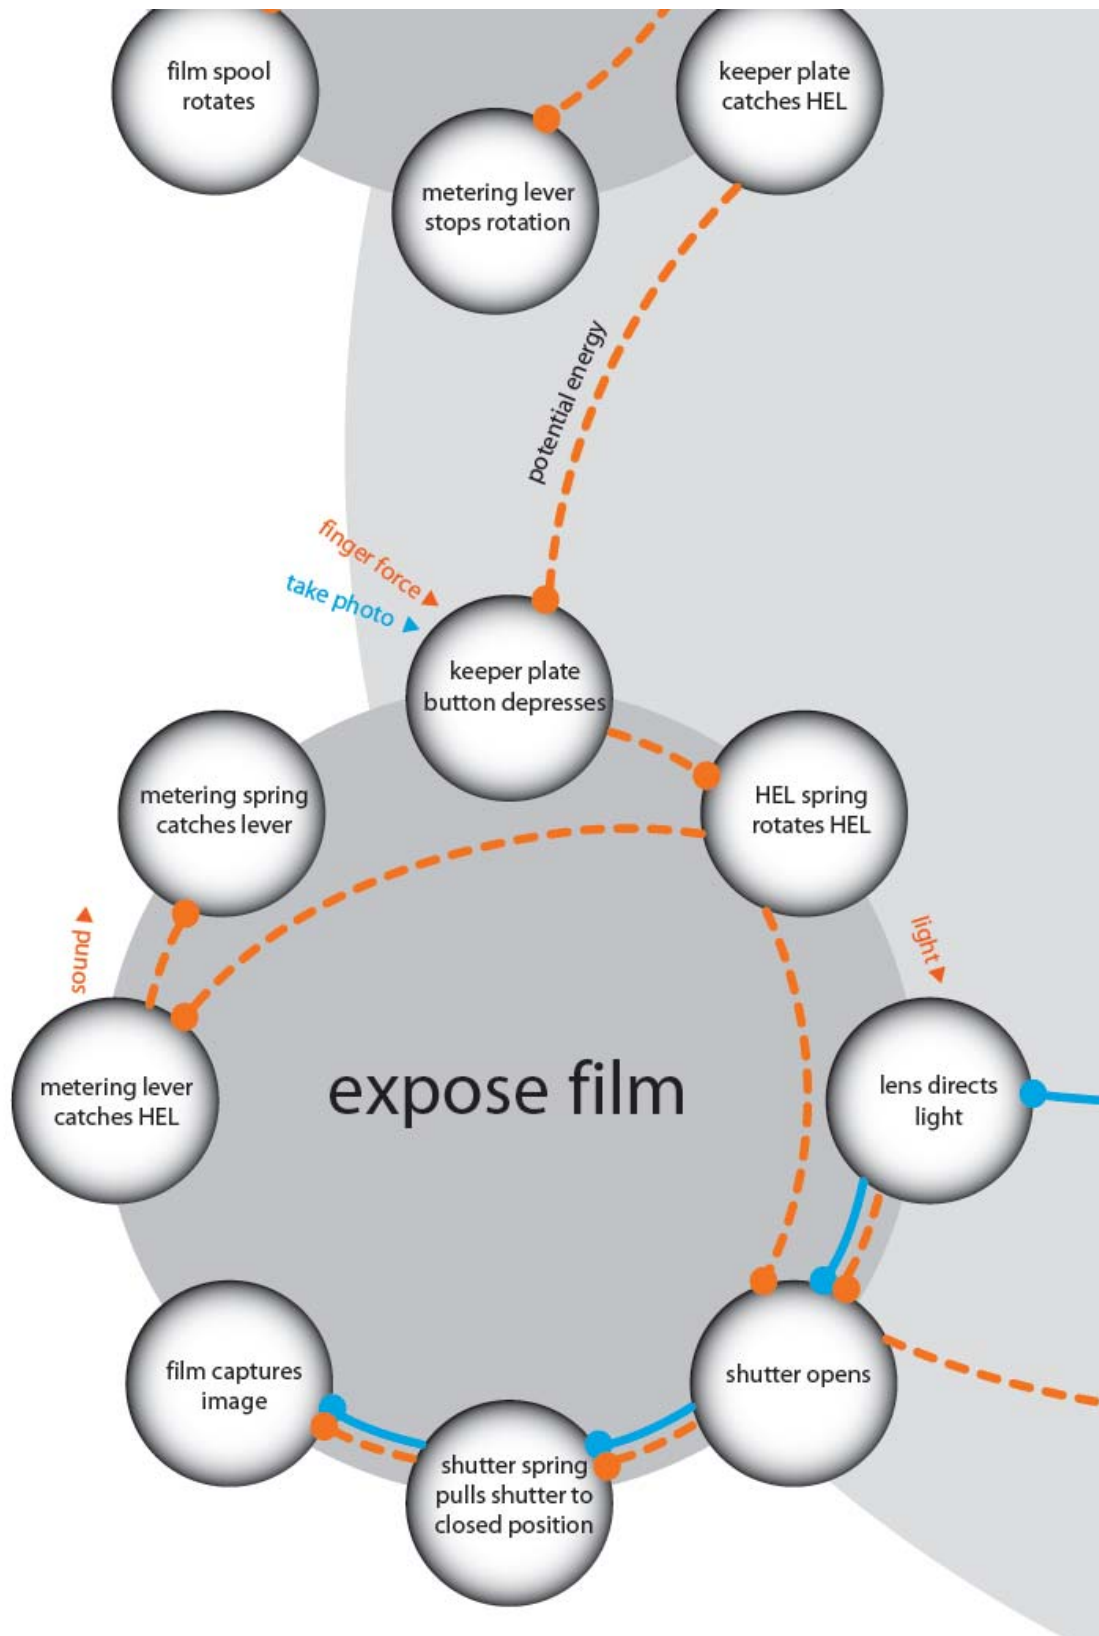 film spool
rotates
keeper plate
catches HEL
metering lever
stops rotation
potential energy
finger force
take photo
keeper plate
button depresses
metering spring
catches lever
HEL spring
rotates HEL
sound
light
metering lever
catches HEL
expose film
lens directs
light
film captures
image
shutter opens
shutter spring
pulls shutter to
closed position